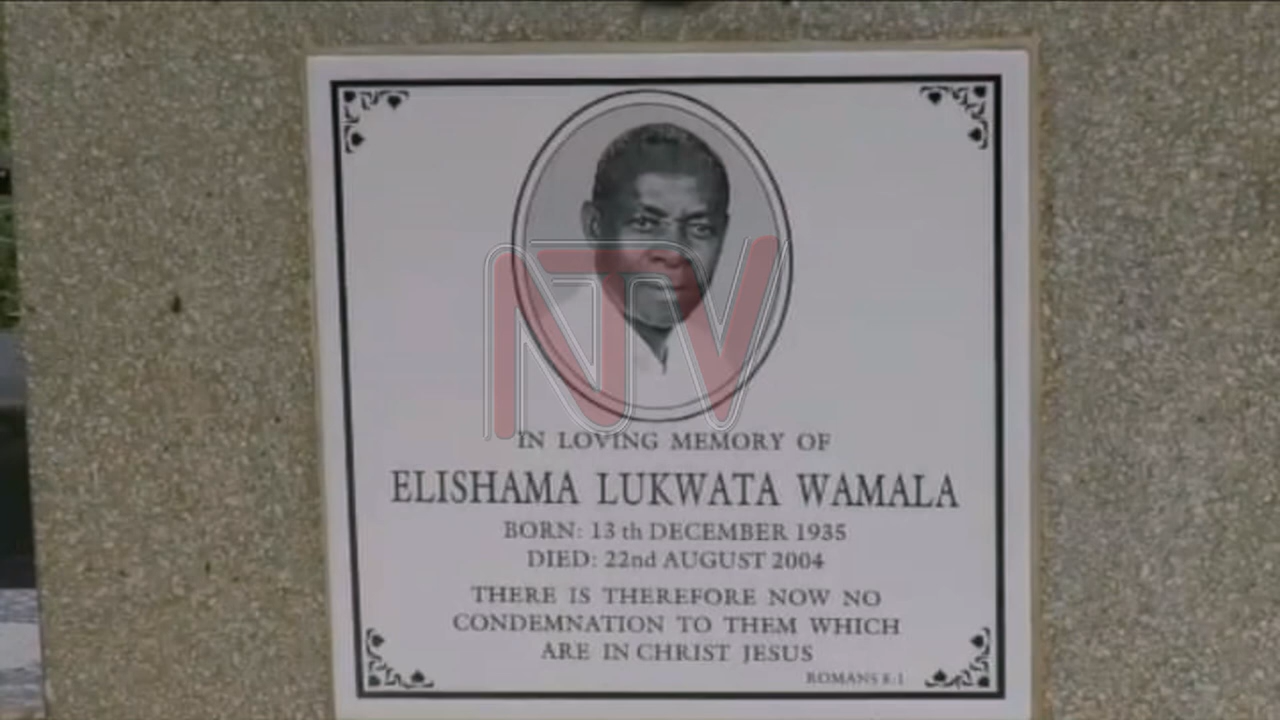 NTV
IN LOVING MEMORY OF
ELISHAMA LUKWATA WAMALA
BORN: 13 th DECEMBER 1935
DIED: 22nd AUGUST 2004
THERE IS THEREFORE NOW NO
CONDEMNATION TO THEM WHICH
ARE IN CHRIST JESUS
ROMANS 8:1